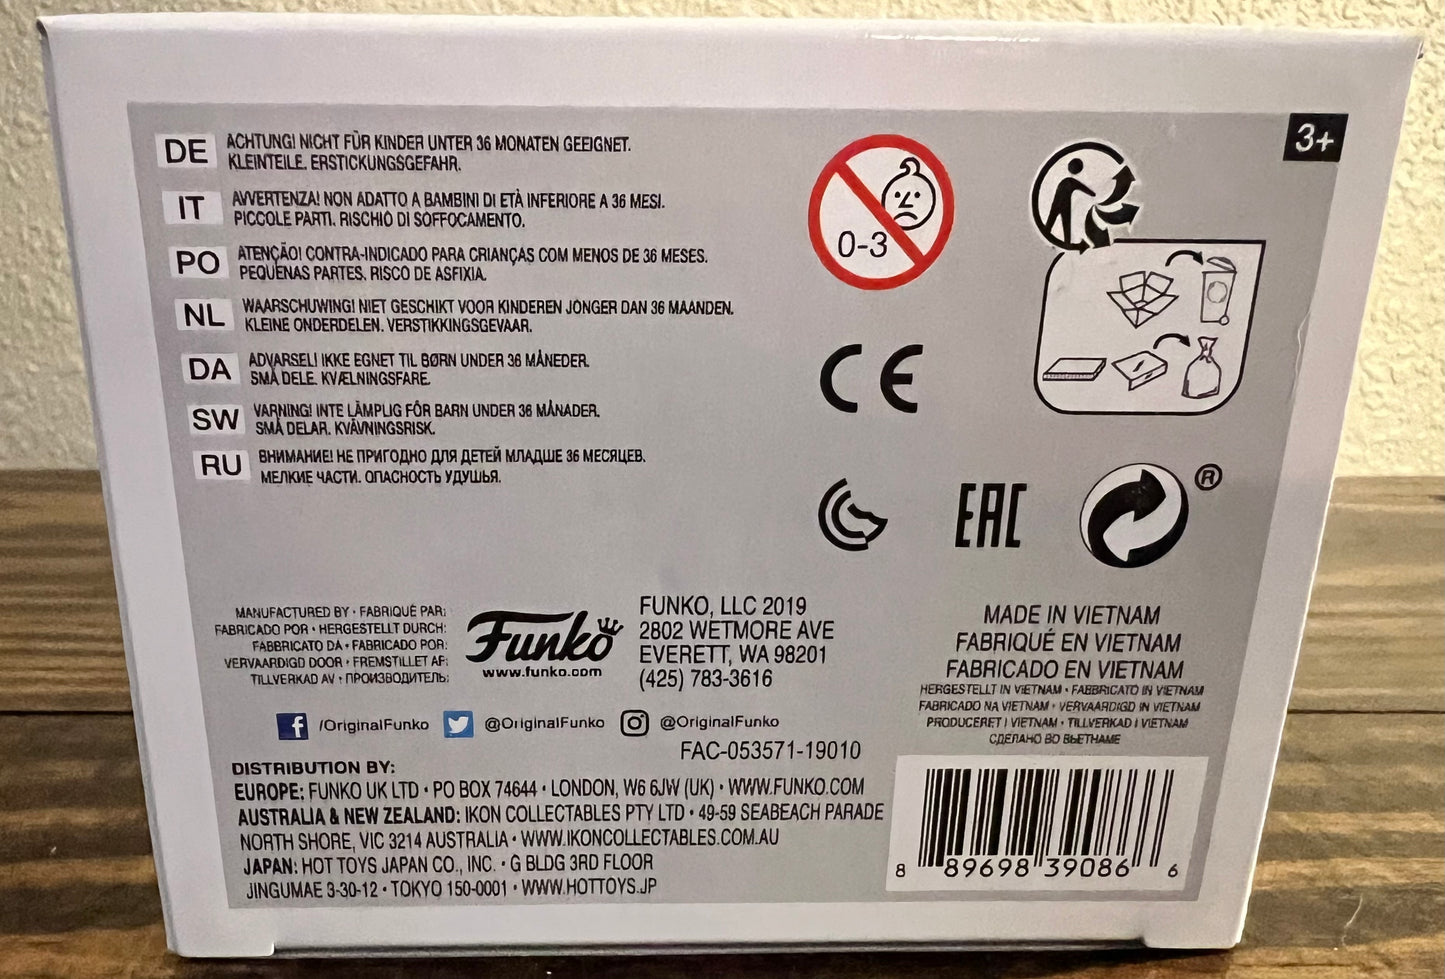 DE
ACHTUNG! NICHT FÜR KINDER UNTER 36 MONATEN GEEIGNET.
KLEINTEILE. ERSTICKUNGSGEFAHR.
IT
AVVERTENZA! NON ADATTO A BAMBINI DI ETÀ INFERIORE A 36 MESI.
PICCOLE PARTI. RISCHIO DI SOFFOCAMENTO.
PO
ATENÇÃO! CONTRA-INDICADO PARA CRIANÇAS COM MENOS DE 36 MESES.
PEQUENAS PARTES. RISCO DE ASFIXIA.
NL
WAARSCHUWING! NIET GESCHIKT VOOR KINDEREN JONGER DAN 36 MAANDEN.
KLEINE ONDERDELEN. VERSTIKKINGSGEVAAR.
DA
ADVARSEL! IKKE EGNET TIL BØRN UNDER 36 MÅNEDER.
SMÅ DELE. KVÆLNINGSFARE.
SW
VARNING! INTE LÄMPLIG FÖR BARN UNDER 36 MÅNADER.
SMÅ DELAR. KVÄVNINGSRISK.
RU
ВНИМАНИЕ! НЕ ПРИГОДНО ДЛЯ ДЕТЕЙ МЛАДШЕ 36 МЕСЯЦЕВ.
МЕЛКИЕ ЧАСТИ. ОПАСНОСТЬ УДУШЬЯ.
0-3
3+
CE
EAC
®
MANUFACTURED BY • FABRIQUÉ PAR:
FABRICADO POR • HERGESTELLT DURCH:
FABBRICATO DA • FABRICADO POR:
VERVAARDIGD DOOR • FREMSTILLET AF:
TILLVERKAD AV • ПРОИЗВОДИТЕЛЬ:
Funko
www.funko.com
FUNKO, LLC 2019
2802 WETMORE AVE
EVERETT, WA 98201
(425) 783-3616
f /OriginalFunko @OriginalFunko @OriginalFunko
FAC-053571-19010
MADE IN VIETNAM
FABRIQUÉ EN VIETNAM
FABRICADO EN VIETNAM
HERGESTELLT IN VIETNAM • FABBRICATO IN VIETNAM
FABRICADO NA VIETNAM • VERVAARDIGD IN VIETNAM
PRODUCERET I VIETNAM • TILLVERKAD I VIETNAM
СДЕЛАНО ВО ВЬЕТНАМЕ
DISTRIBUTION BY:
EUROPE: FUNKO UK LTD • PO BOX 74644 • LONDON, W6 6JW (UK) • WWW.FUNKO.COM
AUSTRALIA & NEW ZEALAND: IKON COLLECTABLES PTY LTD • 49-59 SEABEACH PARADE
NORTH SHORE, VIC 3214 AUSTRALIA • WWW.IKONCOLLECTABLES.COM.AU
JAPAN: HOT TOYS JAPAN CO., INC. • G BLDG 3RD FLOOR
JINGUMAE 3-30-12 • TOKYO 150-0001 • WWW.HOTTOYS.JP
8 89698 39086 6